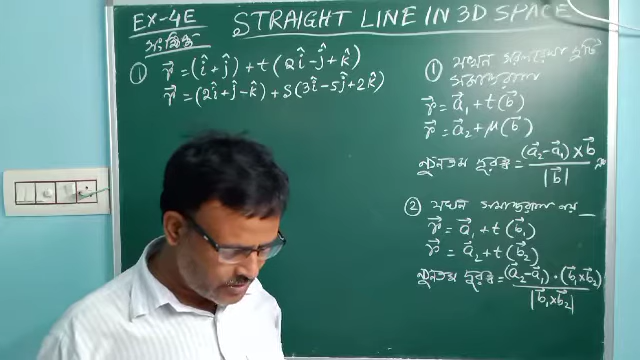 EX-4E
STRAIGHT LINE IN 3D SPACE
সংক্ষিপ্ত
① r⃗ = (î+ĵ) + t(2î-ĵ+k̂)
r⃗ = (2î+ĵ-k̂) + s(3î-5ĵ+2k̂)
① যখন সরলরেখা দুটি
সমান্তরাল
r⃗ = a⃗₁ + t(b⃗)
r⃗ = a⃗₂ + μ(b⃗)
ন্যূনতম দূরত্ব = (a⃗₂-a⃗₁)×b⃗ / |b⃗|
② যখন সমান্তরাল নয়
r⃗ = a⃗₁ + t(b⃗₁)
r⃗ = a⃗₂ + t(b⃗₂)
ন্যূনতম দূরত্ব = (a⃗₂-a⃗₁)·(b⃗₁×b⃗₂) / |b⃗₁×b⃗₂|